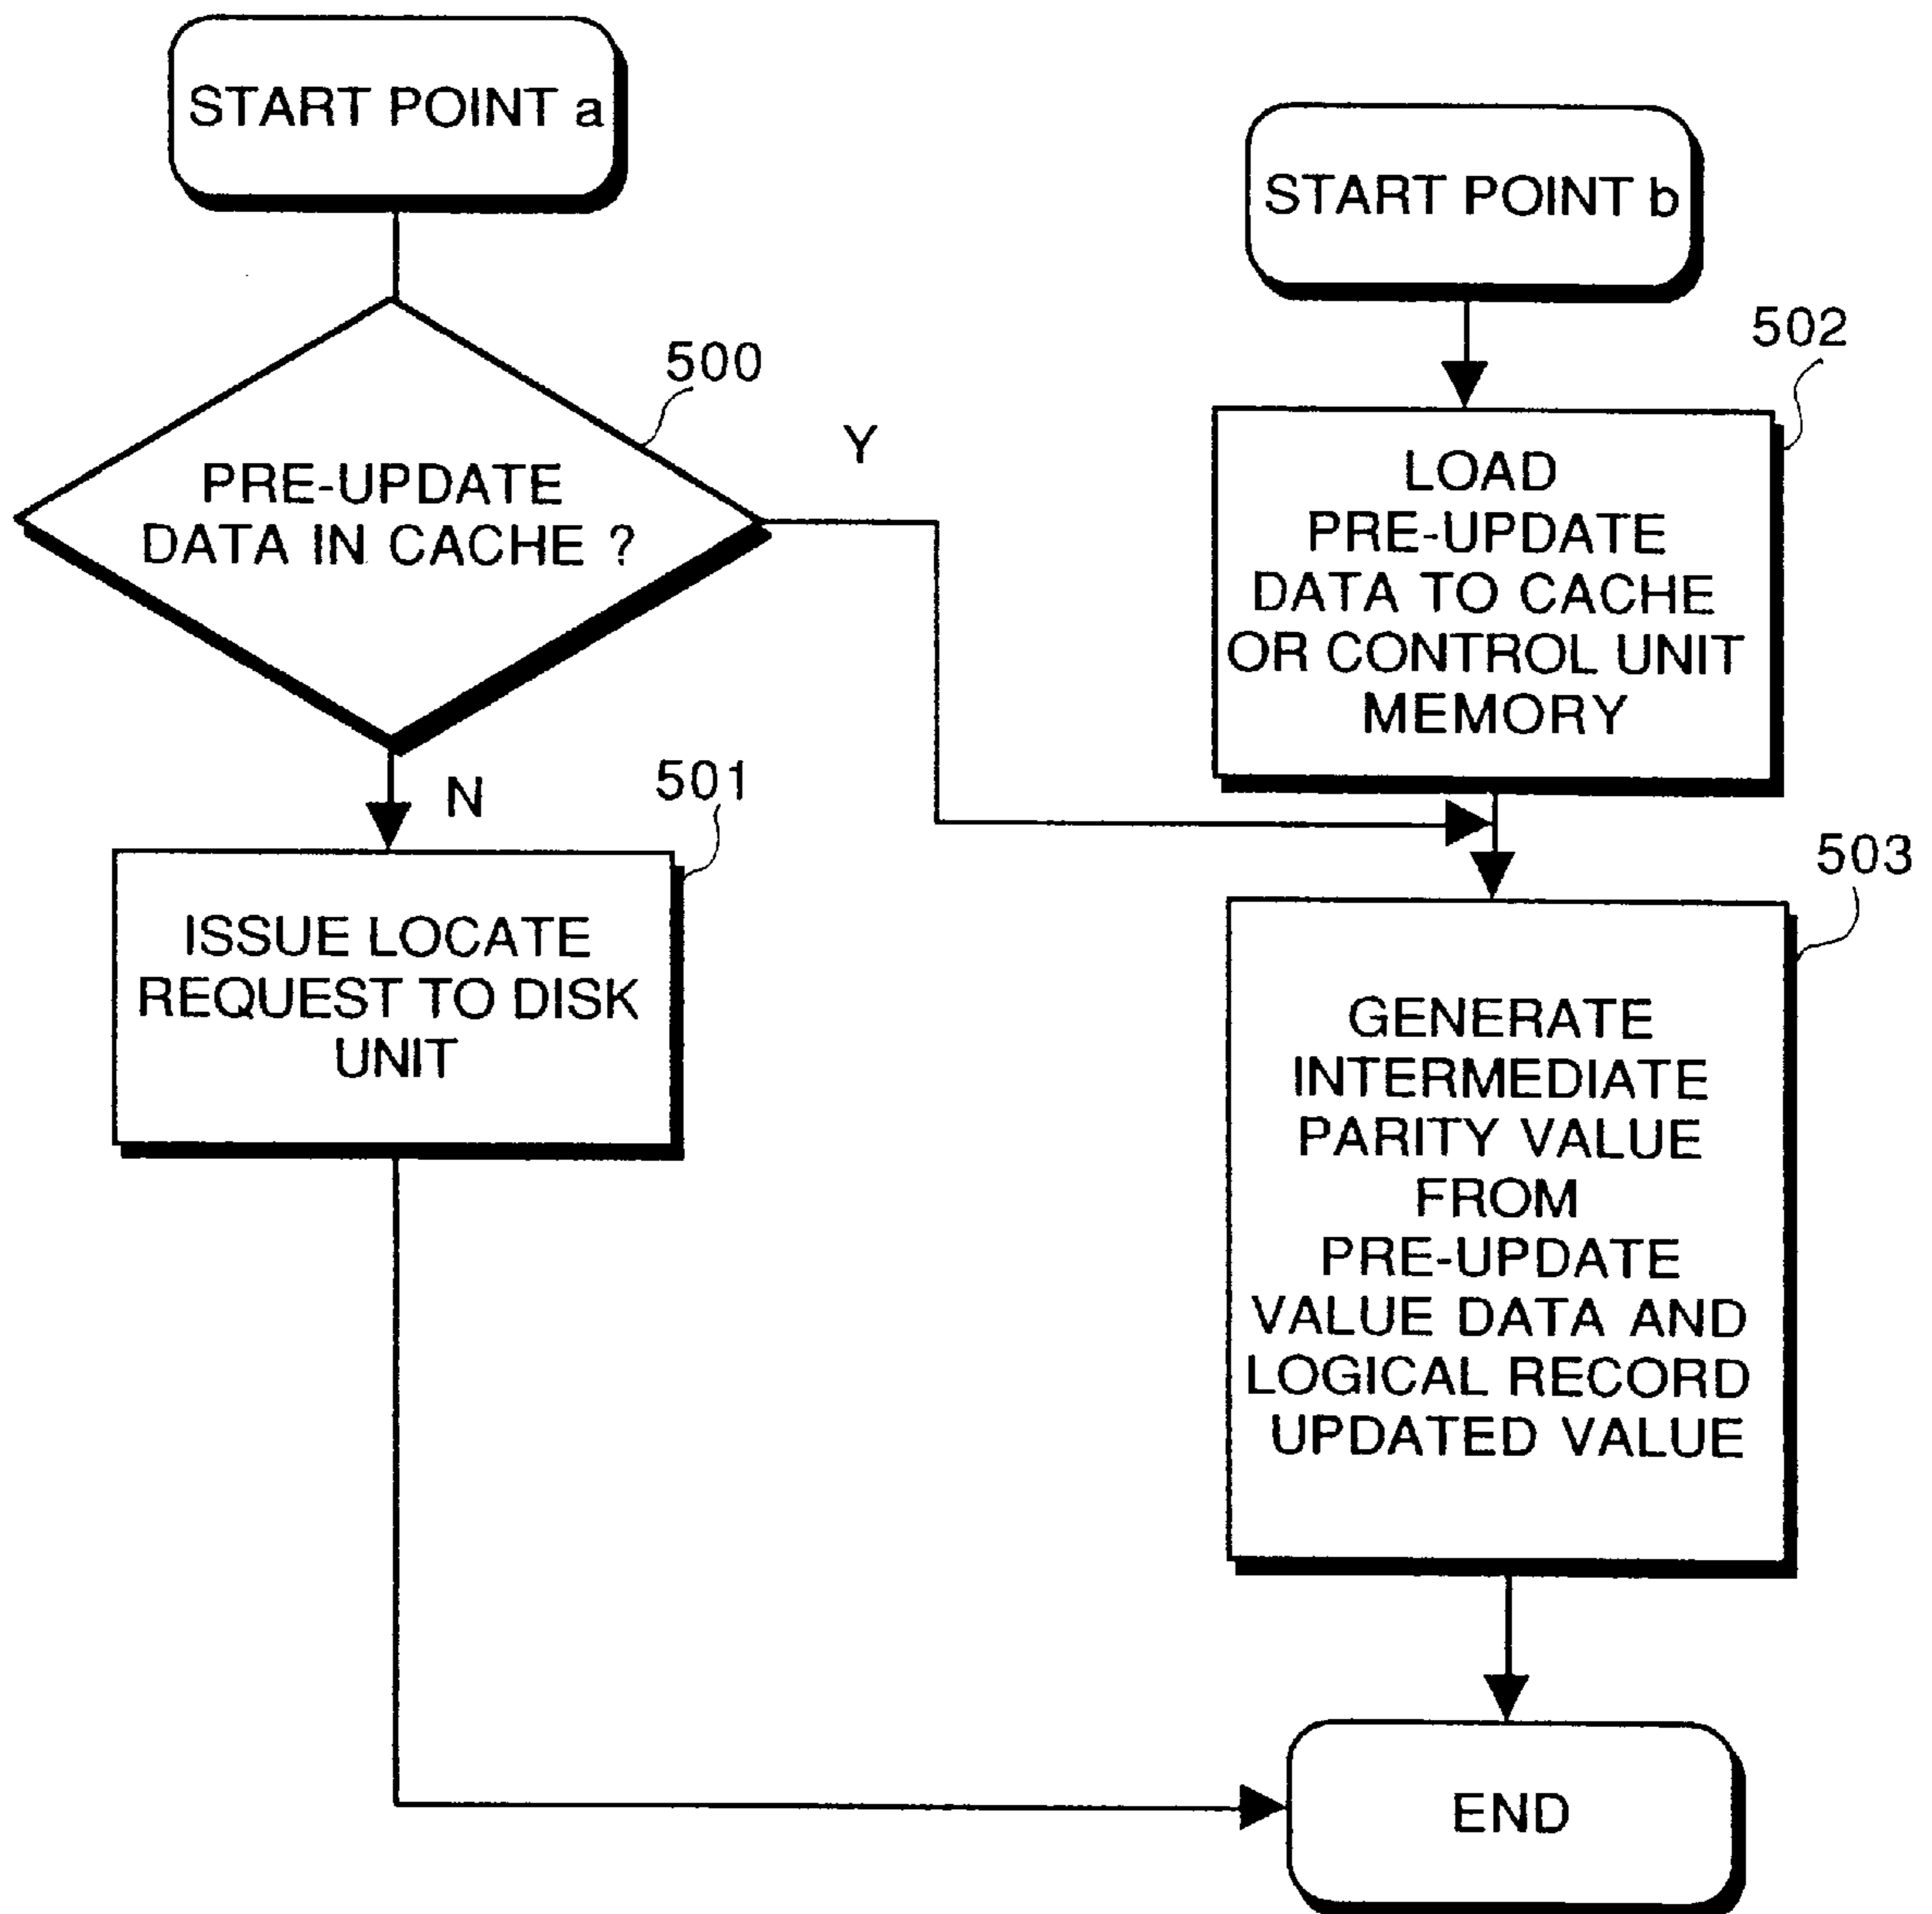 START POINT a
500
PRE-UPDATE
DATA IN CACHE ?
Y
N
501
ISSUE LOCATE
REQUEST TO DISK
UNIT
START POINT b
502
LOAD
PRE-UPDATE
DATA TO CACHE
OR CONTROL UNIT
MEMORY
503
GENERATE
INTERMEDIATE
PARITY VALUE
FROM
PRE-UPDATE
VALUE DATA AND
LOGICAL RECORD
UPDATED VALUE
END